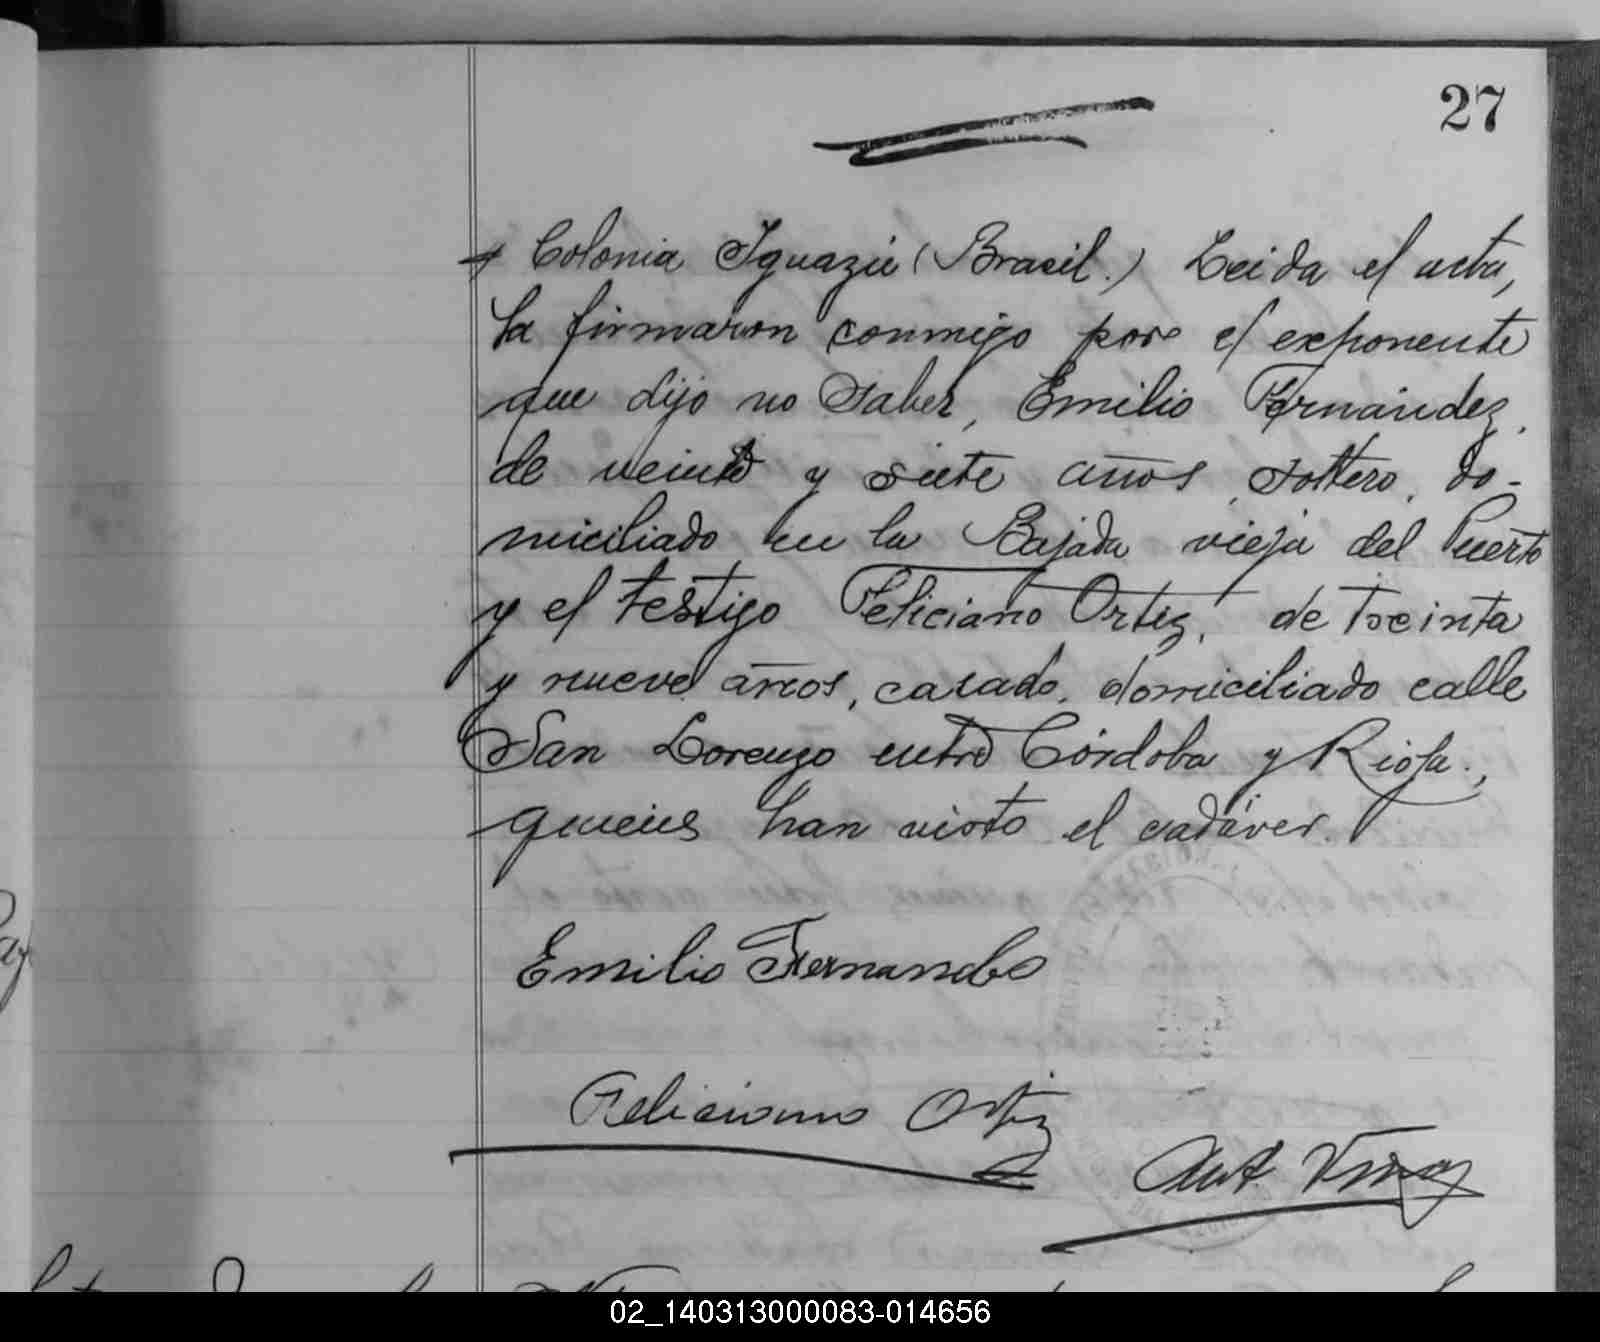 27
Colonia Iguazú (Brasil.) Leida el acta,
la firmaron conmigo por el exponente
que dijo no saber, Emilio Fernández,
de veinte y siete años, soltero, do-
miciliado en la Bajada vieja del Puerto
y el testigo Feliciano Ortiz, de treinta
y nueve años, casado, domiciliado calle
San Lorenzo entre Córdoba y Rioja.,
quienes han visto el cadáver.
Emilio Fernandes
Feliciano Ortiz
Ant.
02_140313000083-014656